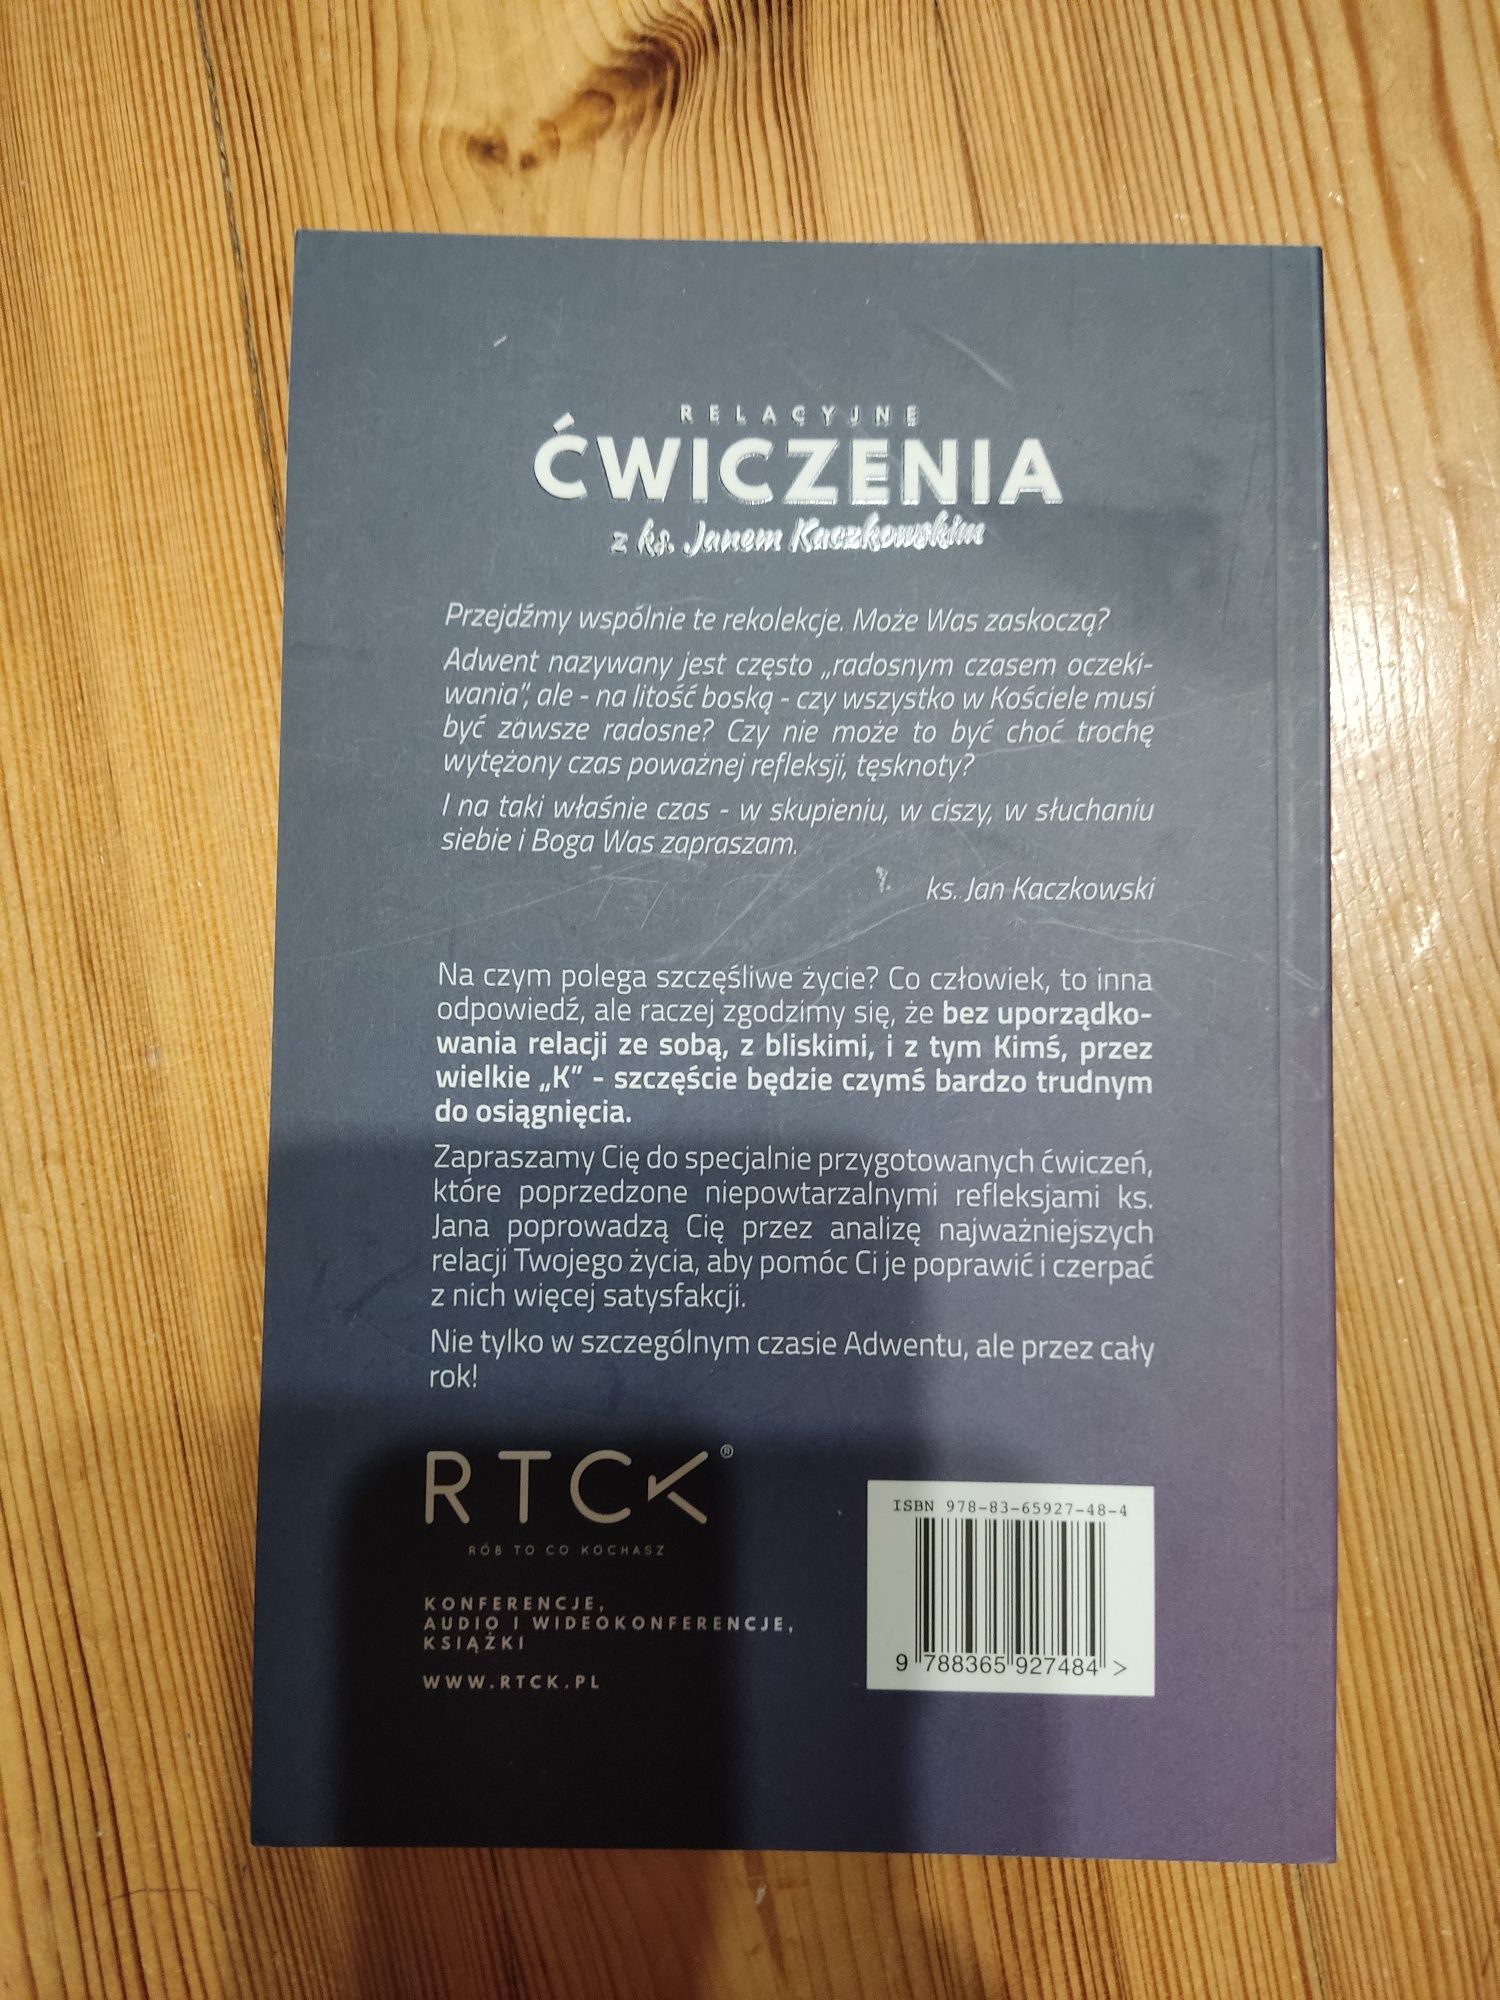 RELACYJNE
ĆWICZENIA
z ks. Janem Kaczkowskim
Przejdźmy wspólnie te rekolekcje. Może Was zaskoczą?
Adwent nazywany jest często „radosnym czasem oczeki-
wania”, ale - na litość boską - czy wszystko w Kościele musi
być zawsze radosne? Czy nie może to być choć trochę
wytężony czas poważnej refleksji, tęsknoty?
I na taki właśnie czas - w skupieniu, w ciszy, w słuchaniu
siebie i Boga Was zapraszam.
ks. Jan Kaczkowski
Na czym polega szczęśliwe życie? Co człowiek, to inna
odpowiedź, ale raczej zgodzimy się, że bez uporządko-
wania relacji ze sobą, z bliskimi, i z tym Kimś, przez
wielkie „K” - szczęście będzie czymś bardzo trudnym
do osiągnięcia.
Zapraszamy Cię do specjalnie przygotowanych ćwiczeń,
które poprzedzone niepowtarzalnymi refleksjami ks.
Jana poprowadzą Cię przez analizę najważniejszych
relacji Twojego życia, aby pomóc Ci je poprawić i czerpać
z nich więcej satysfakcji.
Nie tylko w szczególnym czasie Adwentu, ale przez cały
rok!
RTCK®
RÓB TO CO KOCHASZ
KONFERENCJE,
AUDIO I WIDEOKONFERENCJE,
KSIĄŻKI
WWW.RTCK.PL
ISBN 978-83-65927-48-4
9 788365 927484 >